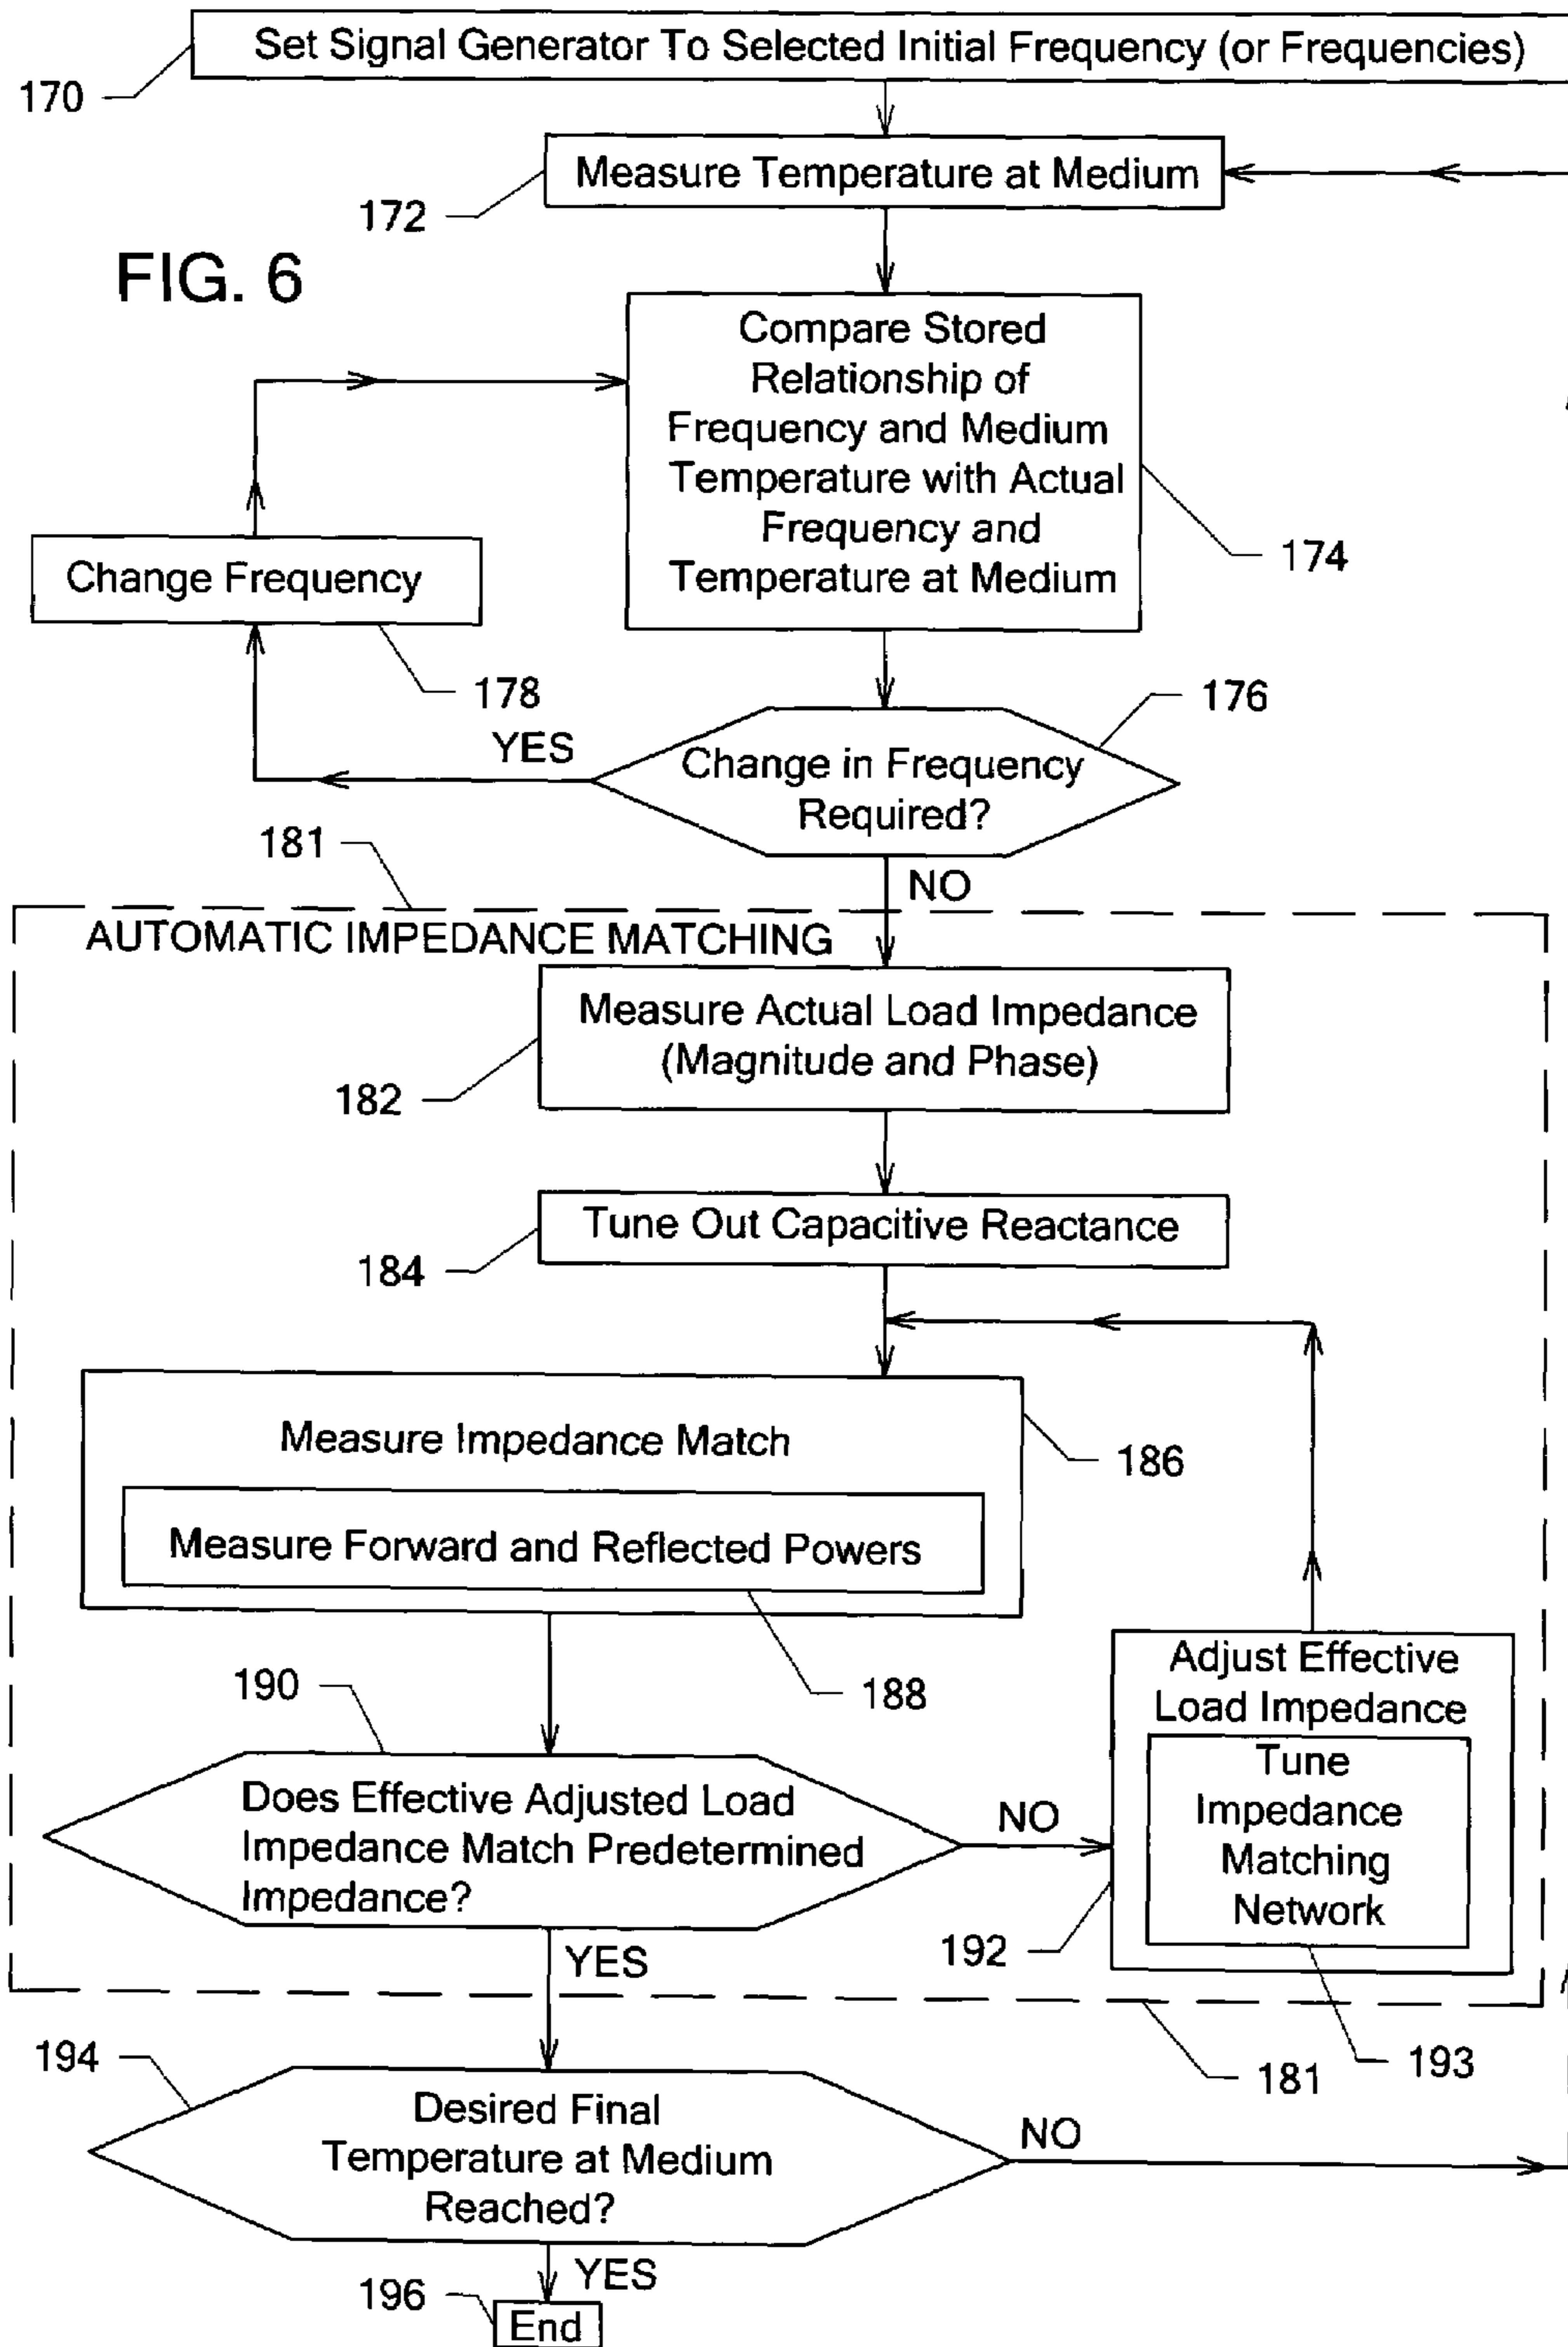 Set Signal Generator To Selected Initial Frequency (or Frequencies)
170
Measure Temperature at Medium
172
FIG. 6
Compare Stored
Relationship of
Frequency and Medium
Temperature with Actual
Frequency and
Temperature at Medium
174
Change Frequency
178
176
YES
Change in Frequency
Required?
181
NO
AUTOMATIC IMPEDANCE MATCHING
Measure Actual Load Impedance
(Magnitude and Phase)
182
Tune Out Capacitive Reactance
184
Measure Impedance Match
186
Measure Forward and Reflected Powers
188
190
Does Effective Adjusted Load
Impedance Match Predetermined
Impedance?
NO
Adjust Effective
Load Impedance
Tune
Impedance
Matching
Network
192
YES
193
181
194
Desired Final
Temperature at Medium
Reached?
NO
YES
196
End